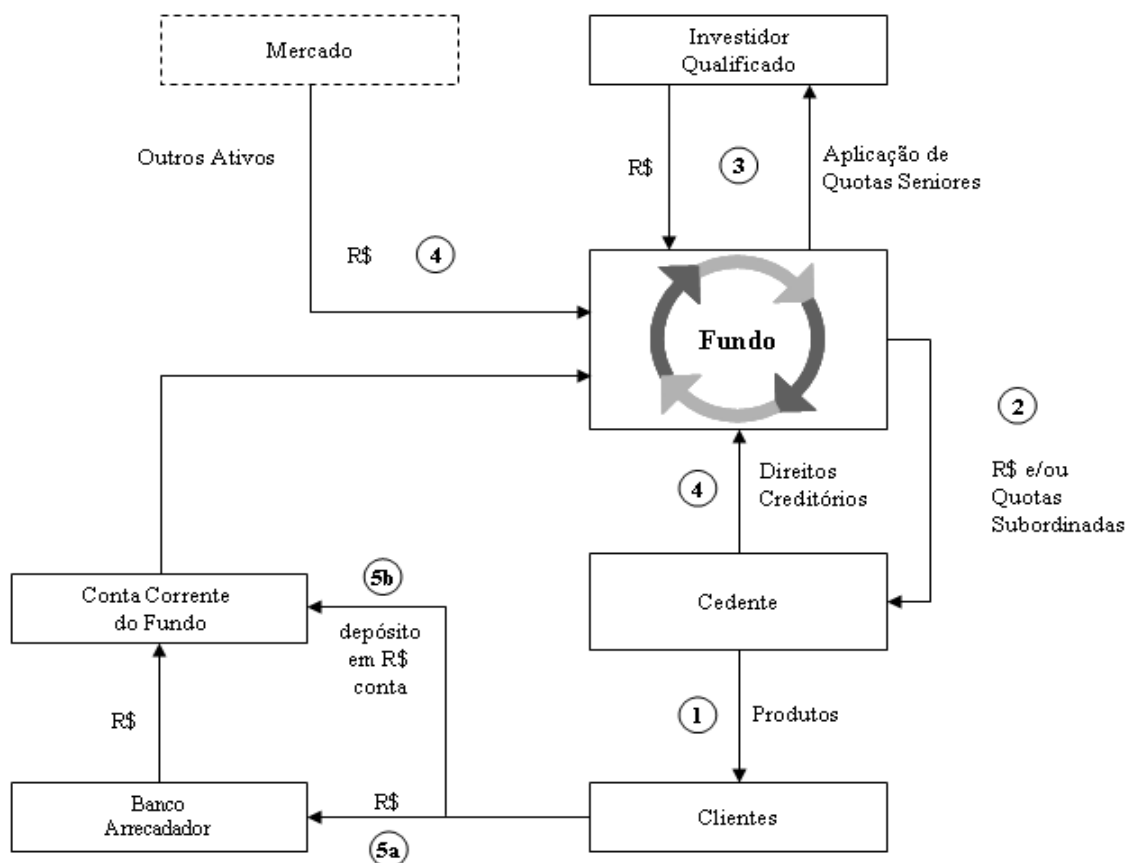 Mercado
Investidor
Qualificado
Outros Ativos
R$
3
Aplicação de
Quotas Seniores
R$
4
Fundo
2
R$ e/ou
Quotas
Subordinadas
4
Direitos
Creditórios
Conta Corrente
do Fundo
5b
depósito
em R$
conta
Cedente
R$
1
Produtos
Banco
Arrecadador
R$
5a
Clientes